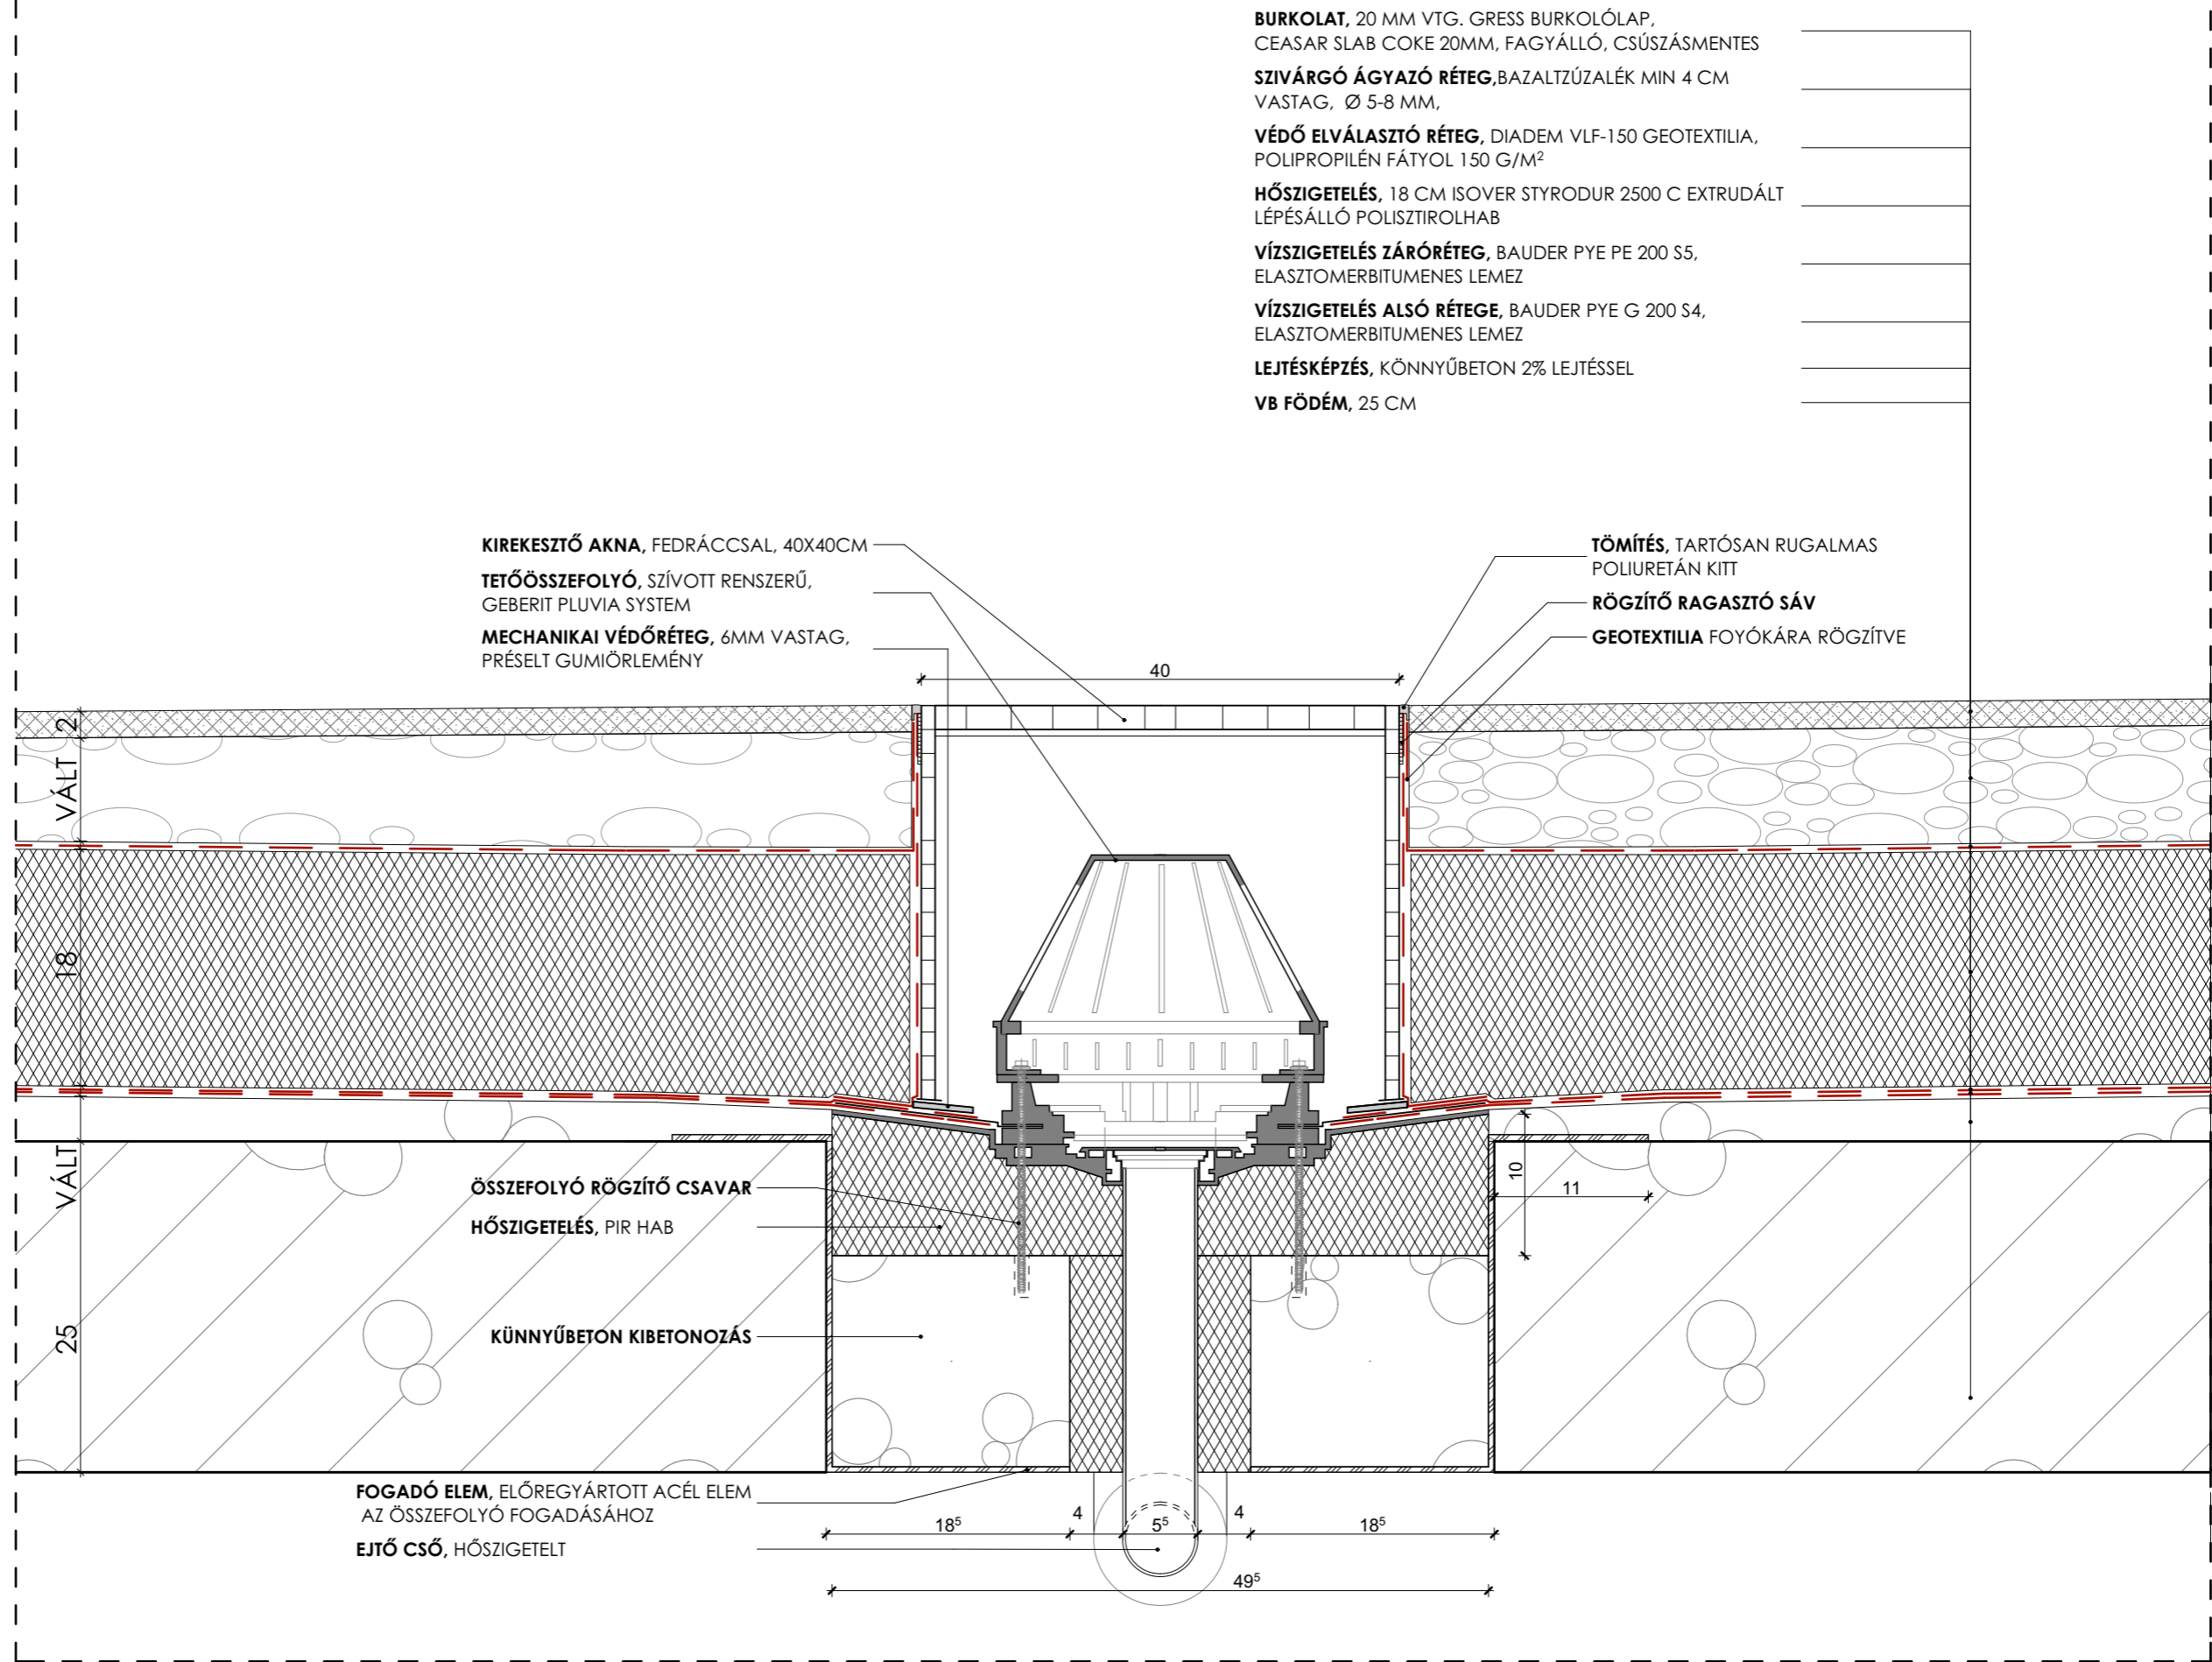 BURKOLAT, 20 MM VTG. GRESS BURKOLÓLAP,
CEASAR SLAB COKE 20MM, FAGYÁLLÓ, CSÚSZÁSMENTES
SZIVÁRGÓ ÁGYAZÓ RÉTEG,BAZALTZÚZALÉK MIN 4 CM
VASTAG, Ø 5-8 MM,
VÉDŐ ELVÁLASZTÓ RÉTEG, DIADEM VLF-150 GEOTEXTILIA,
POLIPROPILÉN FÁTYOL 150 G/M²
HŐSZIGETELÉS, 18 CM ISOVER STYRODUR 2500 C EXTRUDÁLT
LÉPÉSÁLLÓ POLISZTIROLHAB
VÍZSZIGETELÉS ZÁRÓRÉTEG, BAUDER PYE PE 200 S5,
ELASZTOMERBITUMENES LEMEZ
VÍZSZIGETELÉS ALSÓ RÉTEGE, BAUDER PYE G 200 S4,
ELASZTOMERBITUMENES LEMEZ
LEJTÉSKÉPZÉS, KÖNNYŰBETON 2% LEJTÉSSEL
VB FÖDÉM, 25 CM
KIREKESZTŐ AKNA, FEDRÁCCSAL, 40X40CM
TETŐÖSSZEFOLYÓ, SZÍVOTT RENSZERŰ,
GEBERIT PLUVIA SYSTEM
MECHANIKAI VÉDŐRÉTEG, 6MM VASTAG,
PRÉSELT GUMIÖRLEMÉNY
TÖMÍTÉS, TARTÓSAN RUGALMAS
POLIURETÁN KITT
RÖGZÍTŐ RAGASZTÓ SÁV
GEOTEXTILIA FOYÓKÁRA RÖGZÍTVE
40
2
VÁLT
18
VÁLT
25
10
11
ÖSSZEFOLYÓ RÖGZÍTŐ CSAVAR
HŐSZIGETELÉS, PIR HAB
KÜNNYŰBETON KIBETONOZÁS
FOGADÓ ELEM, ELŐREGYÁRTOTT ACÉL ELEM
AZ ÖSSZEFOLYÓ FOGADÁSÁHOZ
EJTŐ CSŐ, HŐSZIGETELT
18⁵
4
5⁵
4
18⁵
49⁵